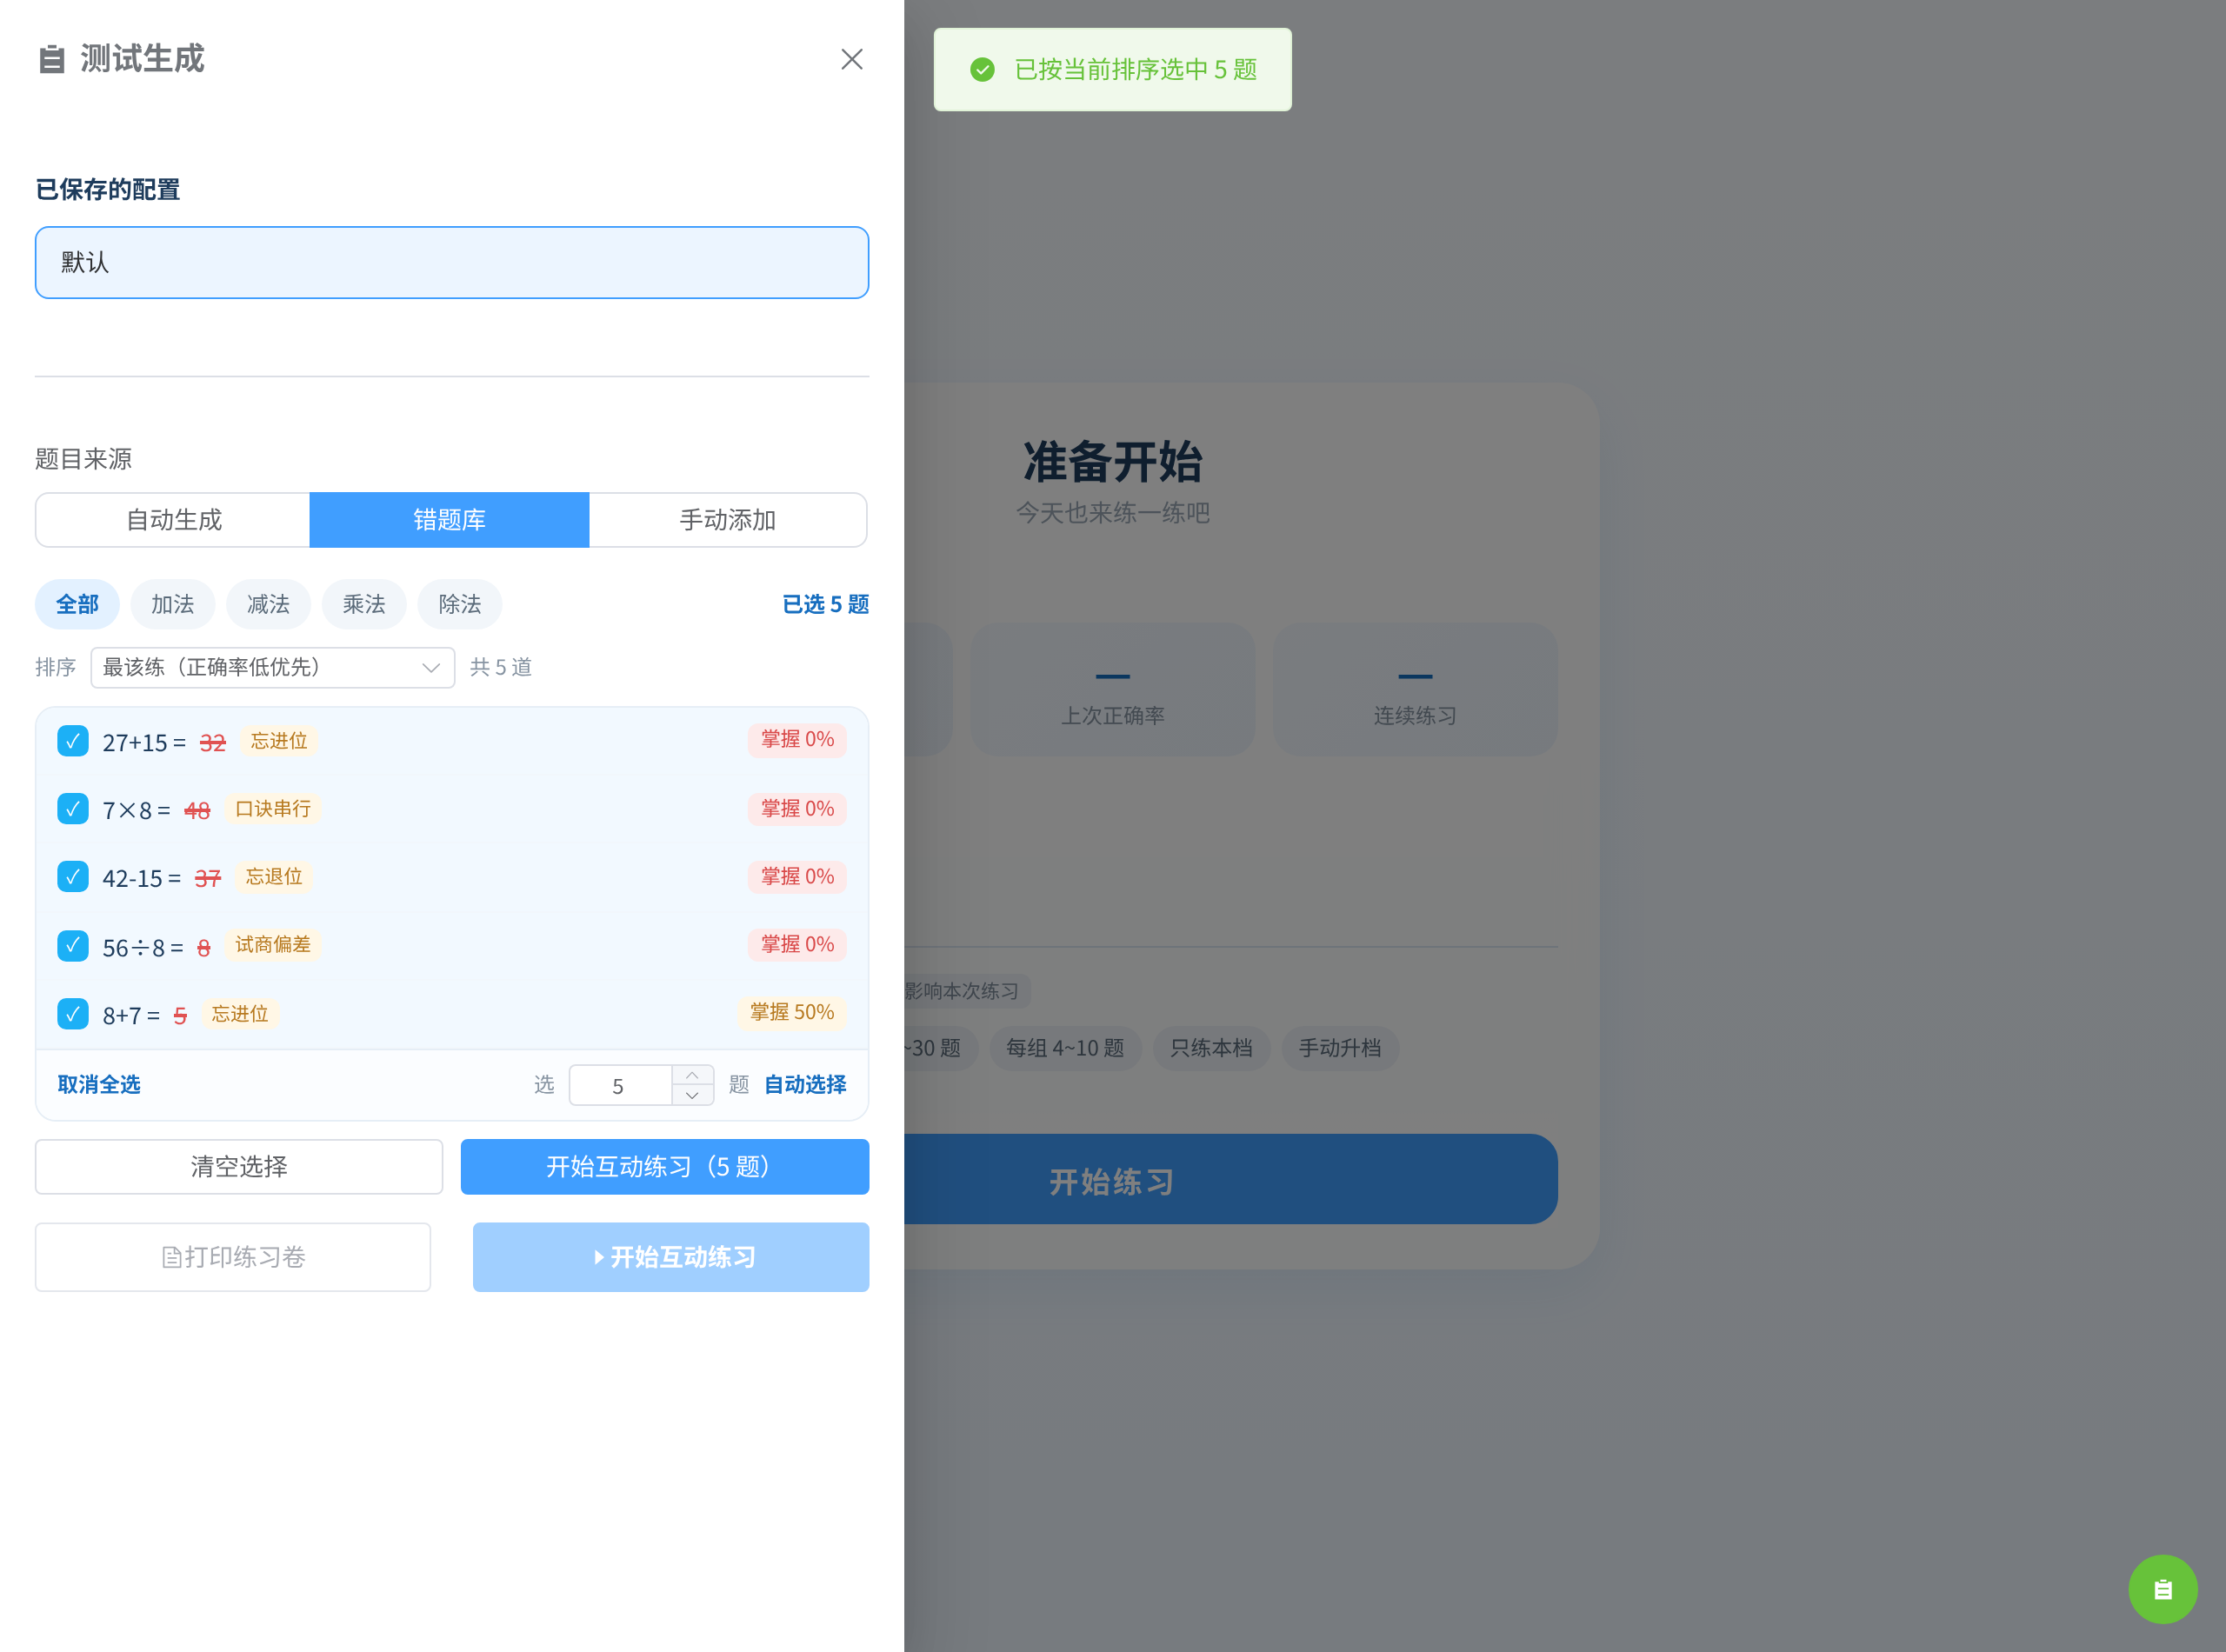 测试生成
已按当前排序选中 5 题
已保存的配置
默认
题目来源
自动生成 错题库 手动添加
全部 加法 减法 乘法 除法 已选 5 题
排序 最该练（正确率低优先） 共 5 道
27+15 = 32 忘进位 掌握 0%
7×8 = 48 口诀串行 掌握 0%
42-15 = 37 忘退位 掌握 0%
56÷8 = 8 试商偏差 掌握 0%
8+7 = 5 忘进位 掌握 50%
取消全选 选 5 题 自动选择
清空选择 开始互动练习（5 题）
打印练习卷 开始互动练习
准备开始
今天也来练一练吧
— —
上次正确率 连续练习
影响本次练习
~30 题 每组 4~10 题 只练本档 手动升档
开始练习